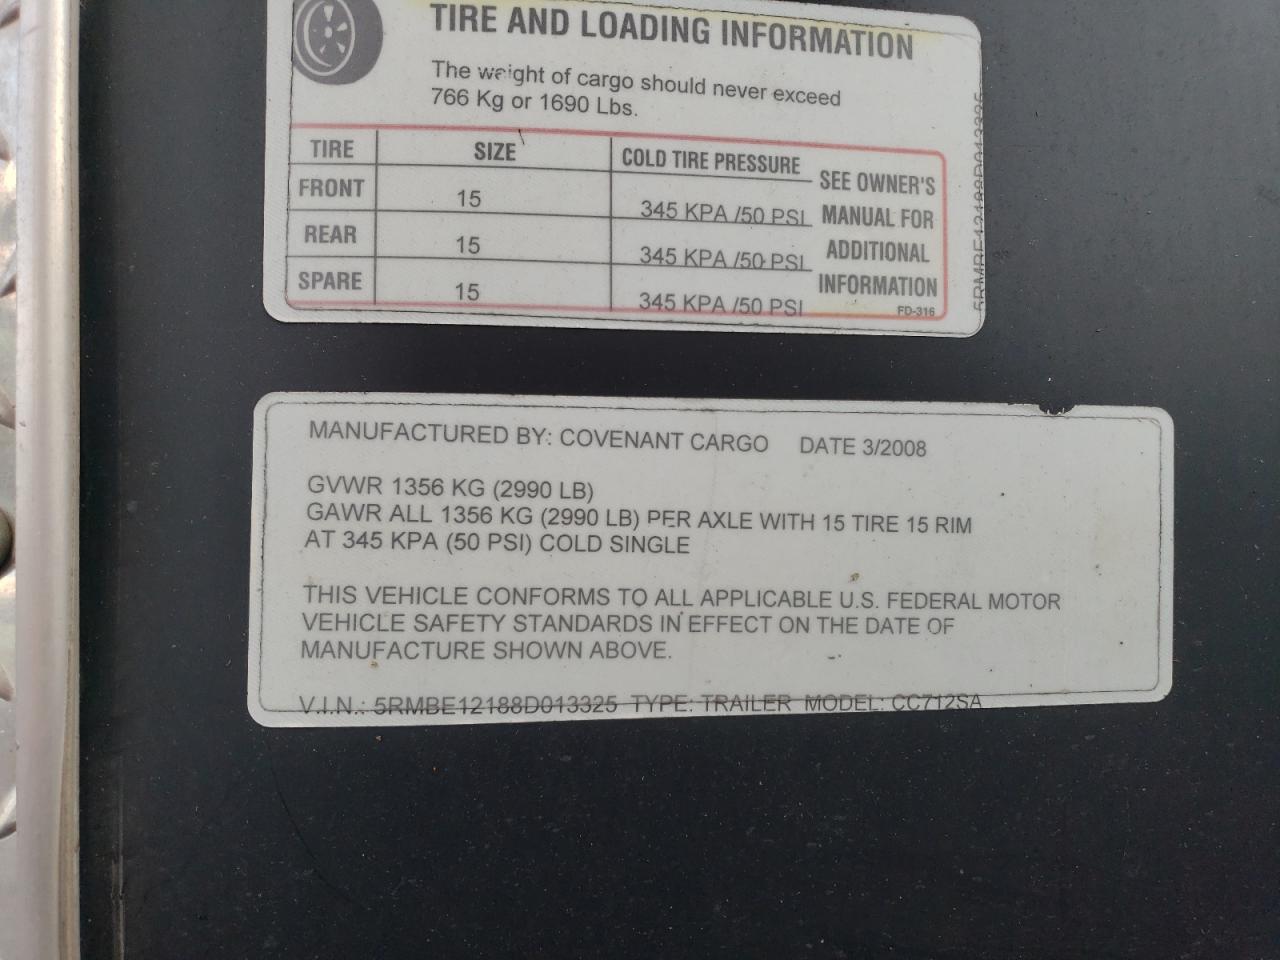 TIRE AND LOADING INFORMATION
The weight of cargo should never exceed
766 Kg or 1690 Lbs.
TIRE SIZE COLD TIRE PRESSURE
FRONT 15 345 KPA /50 PSI
REAR 15 345 KPA /50 PSI
SPARE 15 345 KPA /50 PSI
SEE OWNER'S
MANUAL FOR
ADDITIONAL
INFORMATION
FD-316
5RMBE12188D013325
MANUFACTURED BY: COVENANT CARGO DATE 3/2008
GVWR 1356 KG (2990 LB)
GAWR ALL 1356 KG (2990 LB) PER AXLE WITH 15 TIRE 15 RIM
AT 345 KPA (50 PSI) COLD SINGLE
THIS VEHICLE CONFORMS TO ALL APPLICABLE U.S. FEDERAL MOTOR
VEHICLE SAFETY STANDARDS IN EFFECT ON THE DATE OF
MANUFACTURE SHOWN ABOVE.
V.I.N.: 5RMBE12188D013325 TYPE: TRAILER MODEL: CC712SA